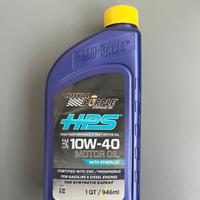 ROYAL
PURPLE
HPS
HIGH PERFORMANCE STREET MOTOR OIL
SAE 10W-40
MOTOR OIL
WITH SYNERLEC
FORTIFIED WITH ZINC / PHOSPHORUS
FOR GASOLINE & DIESEL ENGINES
THE SYNTHETIC EXPERT
1 QT / 946ml